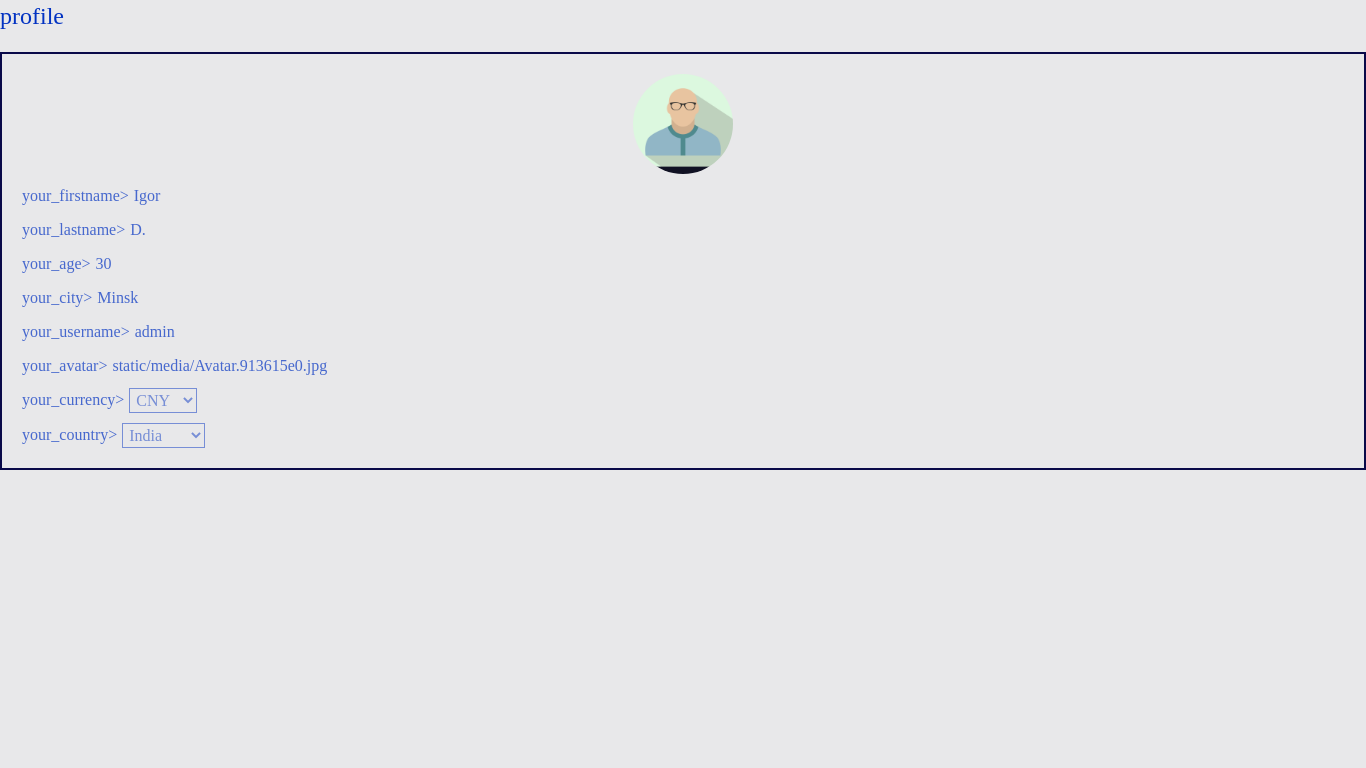 profile
your_firstname> Igor
your_lastname> D.
your_age> 30
your_city> Minsk
your_username> admin
your_avatar> static/media/Avatar.913615e0.jpg
your_currency> CNY
your_country> India